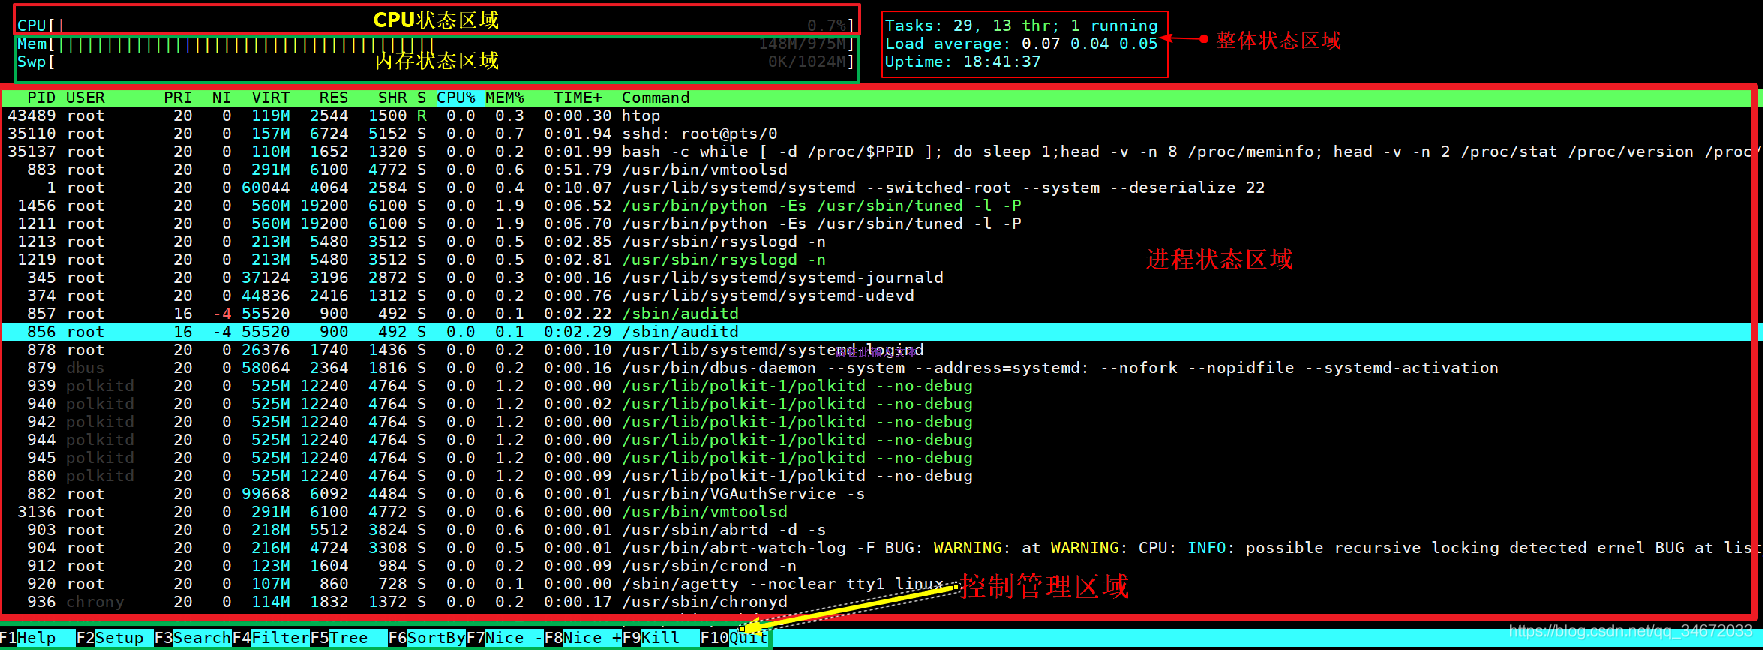 CPU状态区域
CPU[| 0.7%]
Mem[||||||||||||||||||||||||||||||||||||||| 148M/975M]
内存状态区域
Swp[ 0K/1024M]
Tasks: 29, 13 thr; 1 running
Load average: 0.07 0.04 0.05
Uptime: 18:41:37
整体状态区域
PID USER PRI NI VIRT RES SHR S CPU% MEM% TIME+ Command
43489 root 20 0 119M 2544 1500 R 0.0 0.3 0:00.30 htop
35110 root 20 0 157M 6724 5152 S 0.0 0.7 0:01.94 sshd: root@pts/0
35137 root 20 0 110M 1652 1320 S 0.0 0.2 0:01.99 bash -c while [ -d /proc/$PPID ]; do sleep 1;head -v -n 8 /proc/meminfo; head -v -n 2 /proc/stat /proc/version /proc/
883 root 20 0 291M 6100 4772 S 0.0 0.6 0:51.79 /usr/bin/vmtoolsd
1 root 20 0 60044 4064 2584 S 0.0 0.4 0:10.07 /usr/lib/systemd/systemd --switched-root --system --deserialize 22
1456 root 20 0 560M 19200 6100 S 0.0 1.9 0:06.52 /usr/bin/python -Es /usr/sbin/tuned -l -P
1211 root 20 0 560M 19200 6100 S 0.0 1.9 0:06.70 /usr/bin/python -Es /usr/sbin/tuned -l -P
1213 root 20 0 213M 5480 3512 S 0.0 0.5 0:02.85 /usr/sbin/rsyslogd -n
1219 root 20 0 213M 5480 3512 S 0.0 0.5 0:02.81 /usr/sbin/rsyslogd -n
进程状态区域
345 root 20 0 37124 3196 2872 S 0.0 0.3 0:00.16 /usr/lib/systemd/systemd-journald
374 root 20 0 44836 2416 1312 S 0.0 0.2 0:00.76 /usr/lib/systemd/systemd-udevd
857 root 16 -4 55520 900 492 S 0.0 0.1 0:02.22 /sbin/auditd
856 root 16 -4 55520 900 492 S 0.0 0.1 0:02.29 /sbin/auditd
878 root 20 0 26376 1740 1436 S 0.0 0.2 0:00.10 /usr/lib/systemd/systemd-logind
879 dbus 20 0 58064 2364 1816 S 0.0 0.2 0:00.16 /usr/bin/dbus-daemon --system --address=systemd: --nofork --nopidfile --systemd-activation
939 polkitd 20 0 525M 12240 4764 S 0.0 1.2 0:00.00 /usr/lib/polkit-1/polkitd --no-debug
940 polkitd 20 0 525M 12240 4764 S 0.0 1.2 0:00.02 /usr/lib/polkit-1/polkitd --no-debug
942 polkitd 20 0 525M 12240 4764 S 0.0 1.2 0:00.00 /usr/lib/polkit-1/polkitd --no-debug
944 polkitd 20 0 525M 12240 4764 S 0.0 1.2 0:00.00 /usr/lib/polkit-1/polkitd --no-debug
945 polkitd 20 0 525M 12240 4764 S 0.0 1.2 0:00.00 /usr/lib/polkit-1/polkitd --no-debug
880 polkitd 20 0 525M 12240 4764 S 0.0 1.2 0:00.09 /usr/lib/polkit-1/polkitd --no-debug
882 root 20 0 99668 6092 4484 S 0.0 0.6 0:00.01 /usr/bin/VGAuthService -s
3136 root 20 0 291M 6100 4772 S 0.0 0.6 0:00.00 /usr/bin/vmtoolsd
903 root 20 0 218M 5512 3824 S 0.0 0.6 0:00.01 /usr/sbin/abrtd -d -s
904 root 20 0 216M 4724 3308 S 0.0 0.5 0:00.01 /usr/bin/abrt-watch-log -F BUG: WARNING: at WARNING: CPU: INFO: possible recursive locking detected ernel BUG at list
912 root 20 0 123M 1604 984 S 0.0 0.2 0:00.09 /usr/sbin/crond -n
920 root 20 0 107M 860 728 S 0.0 0.1 0:00.00 /sbin/agetty --noclear tty1 linux
控制管理区域
936 chrony 20 0 114M 1832 1372 S 0.0 0.2 0:00.17 /usr/sbin/chronyd
F1Help F2Setup F3SearchF4FilterF5Tree F6SortByF7Nice -F8Nice +F9Kill F10Quit
https://blog.csdn.net/qq_34672033